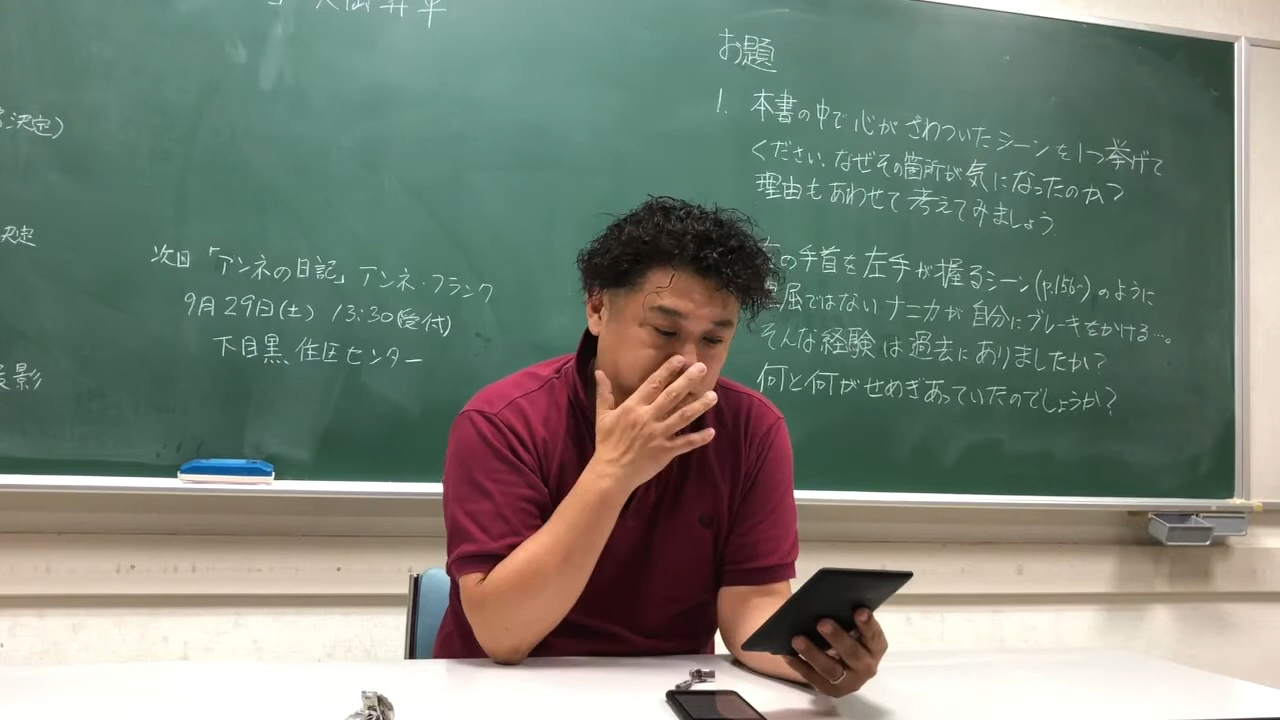 大岡昇平
決定)
決定
影
次回「アンネの日記」アンネ・フランク
9月29日(土) 13:30(受付)
下目黒住区センター
お題
1. 本書の中で心がざわついたシーンを1つ挙げて
ください、なぜその箇所が気になったのか?
理由もあわせて考えてみましょう
の手首を左手が握るシーン(p.156~)のように
屈ではないナニカが自分にブレーキをかける…。
そんな経験は過去にありましたか?
何と何がせめぎあっていたのでしょうか?